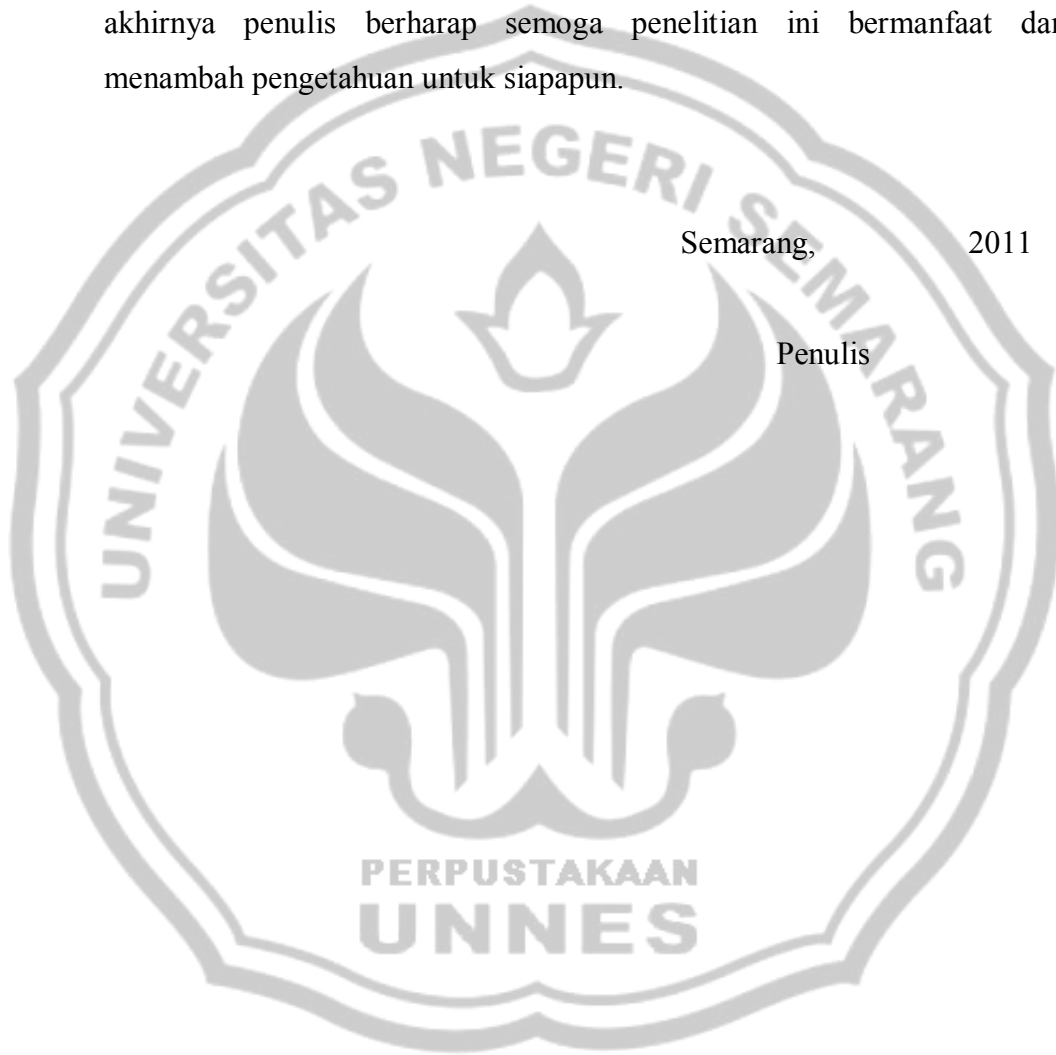 akhirnya penulis berharap semoga penelitian ini bermanfaat dan
menambah pengetahuan untuk siapapun.
Semarang, 2011
Penulis
UNIVERSITAS NEGERI SEMARANG
PERPUSTAKAAN
UNNES